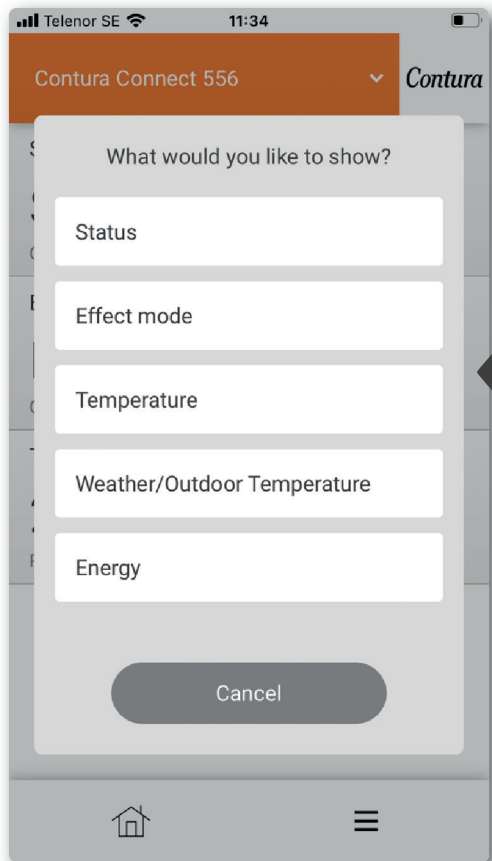 Telenor SE 11:34
Contura Connect 556 Contura
What would you like to show?
Status
Effect mode
Temperature
Weather/Outdoor Temperature
Energy
Cancel